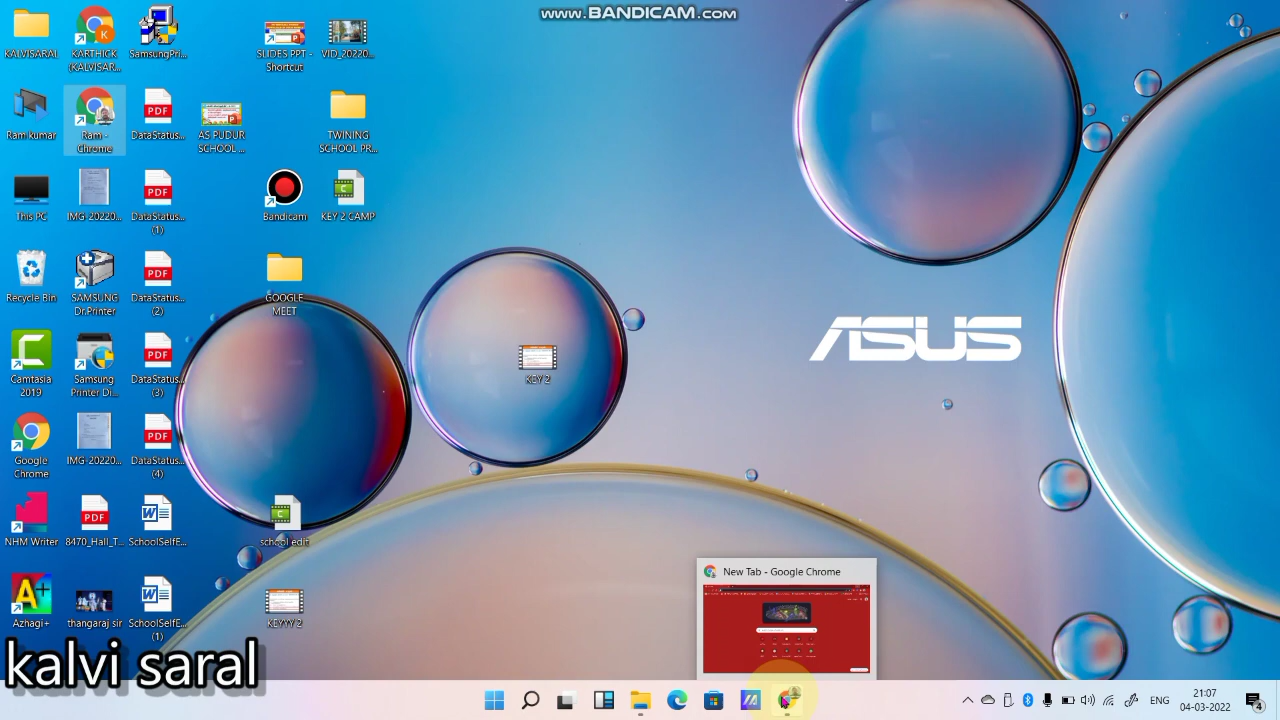 www.BANDICAM.com
KALVISARAL
KARTHICK
(KALVISAR...
SamsungPri...
SLIDES PPT -
Shortcut
VID_20220...
Ram kumar
Ram -
Chrome
DataStatus...
AS PUDUR
SCHOOL ...
TWINING
SCHOOL PR...
This PC
IMG-20220...
DataStatus...
(1)
Bandicam
KEY 2 CAMP
Recycle Bin
SAMSUNG
Dr.Printer
DataStatus...
(2)
GOOGLE
MEET
ASUS
Camtasia
2019
Samsung
Printer Di...
DataStatus...
(3)
KEY 2
Google
Chrome
IMG-20220...
DataStatus...
(4)
NHM Writer
8470_Hall_T...
SchoolSelfE...
school edit
Azhagi+
thangaraj sir
SchoolSelfE...
(1)
KEYYY 2
New Tab - Google Chrome
kalvi saral
ENG
21:07
04-03-2022
4